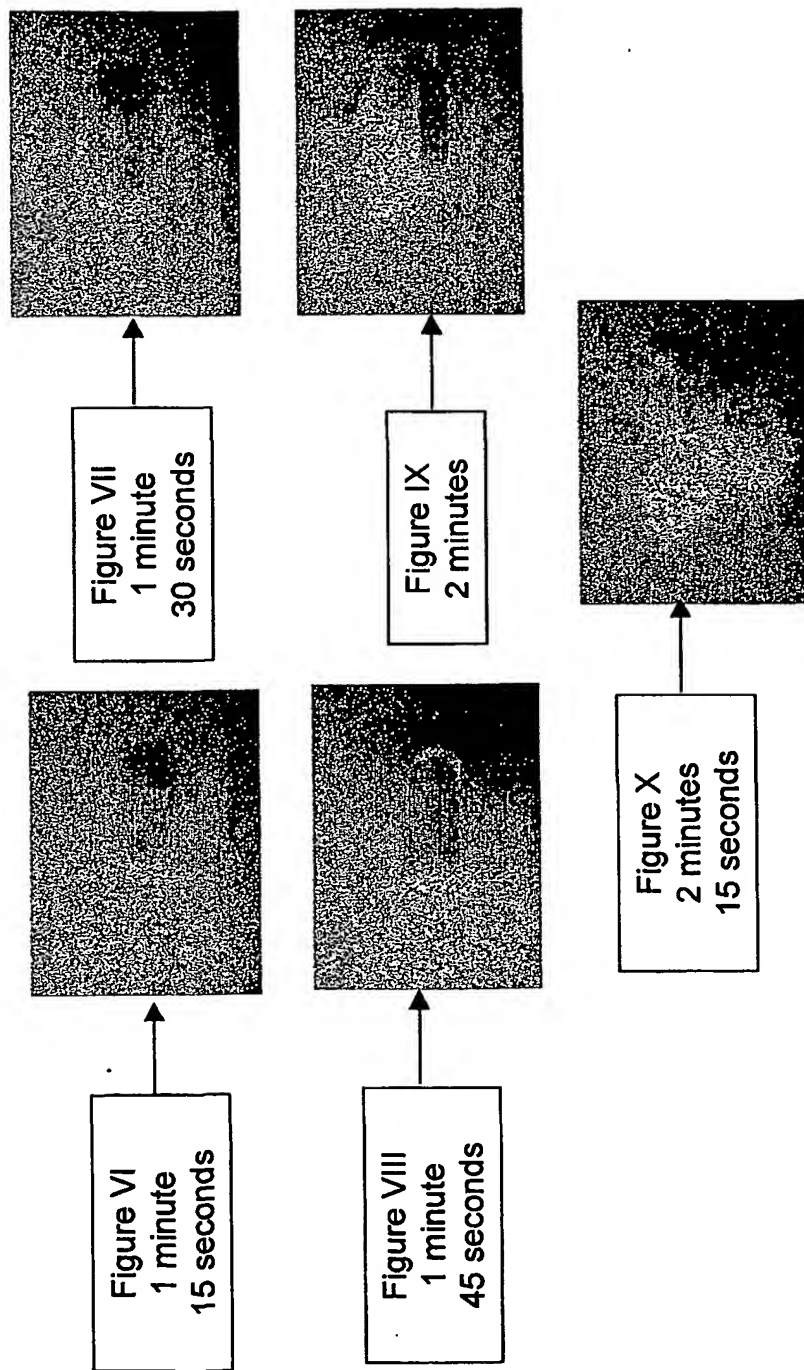 Figure VI
1 minute
15 seconds
Figure VII
1 minute
30 seconds
Figure VIII
1 minute
45 seconds
Figure IX
2 minutes
Figure X
2 minutes
15 seconds